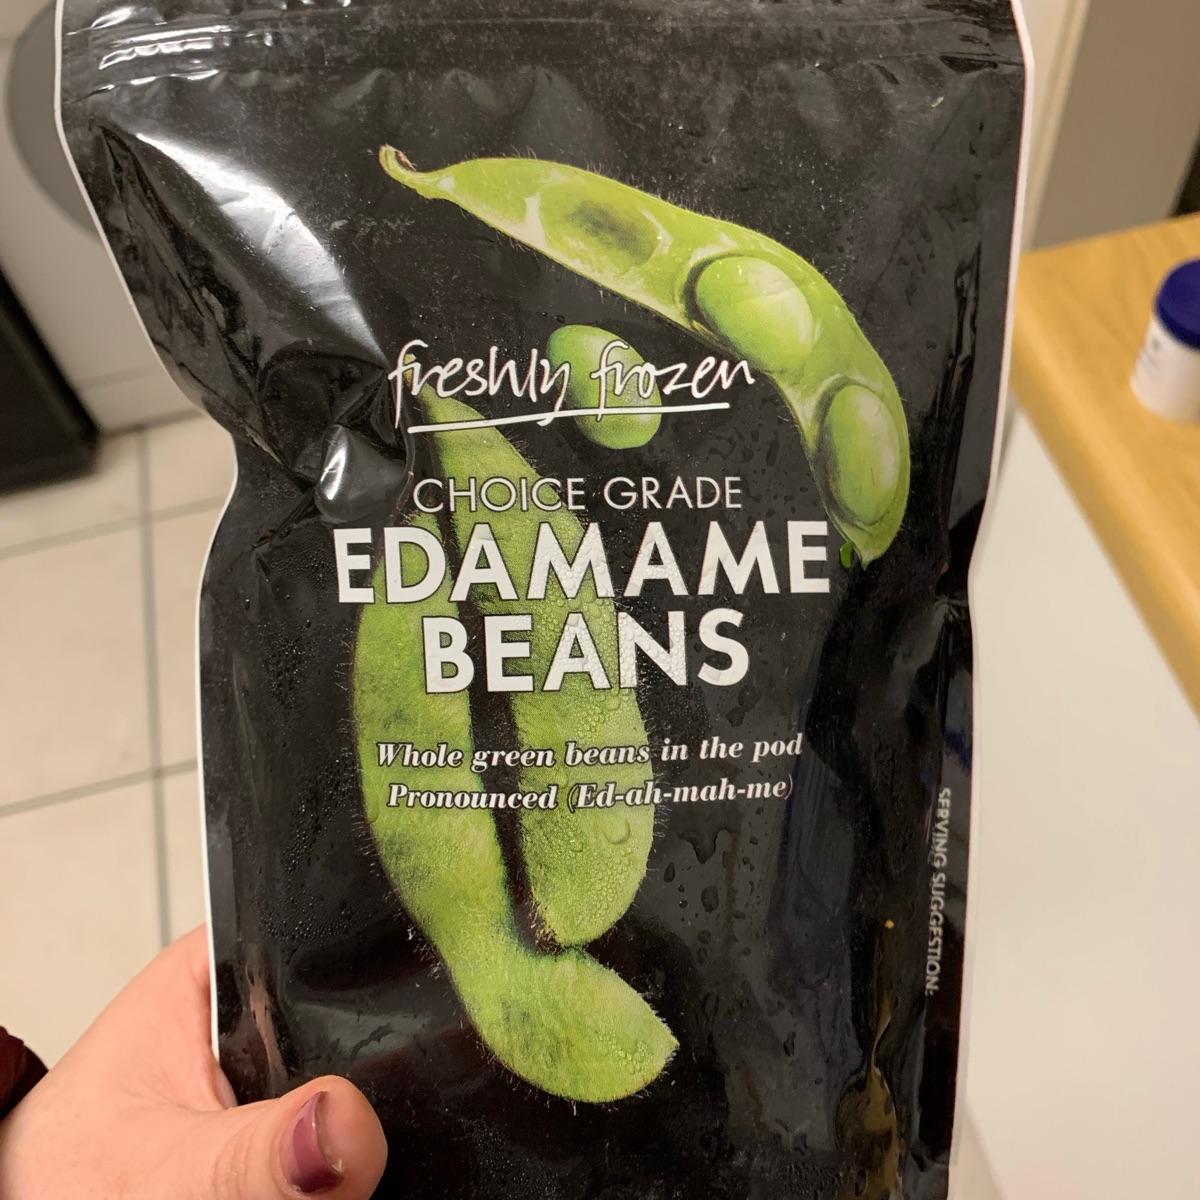 freshly frozen
CHOICE GRADE
EDAMAME
BEANS
Whole green beans in the pod
Pronounced (Ed-ah-mah-me)
SERVING SUGGESTION.